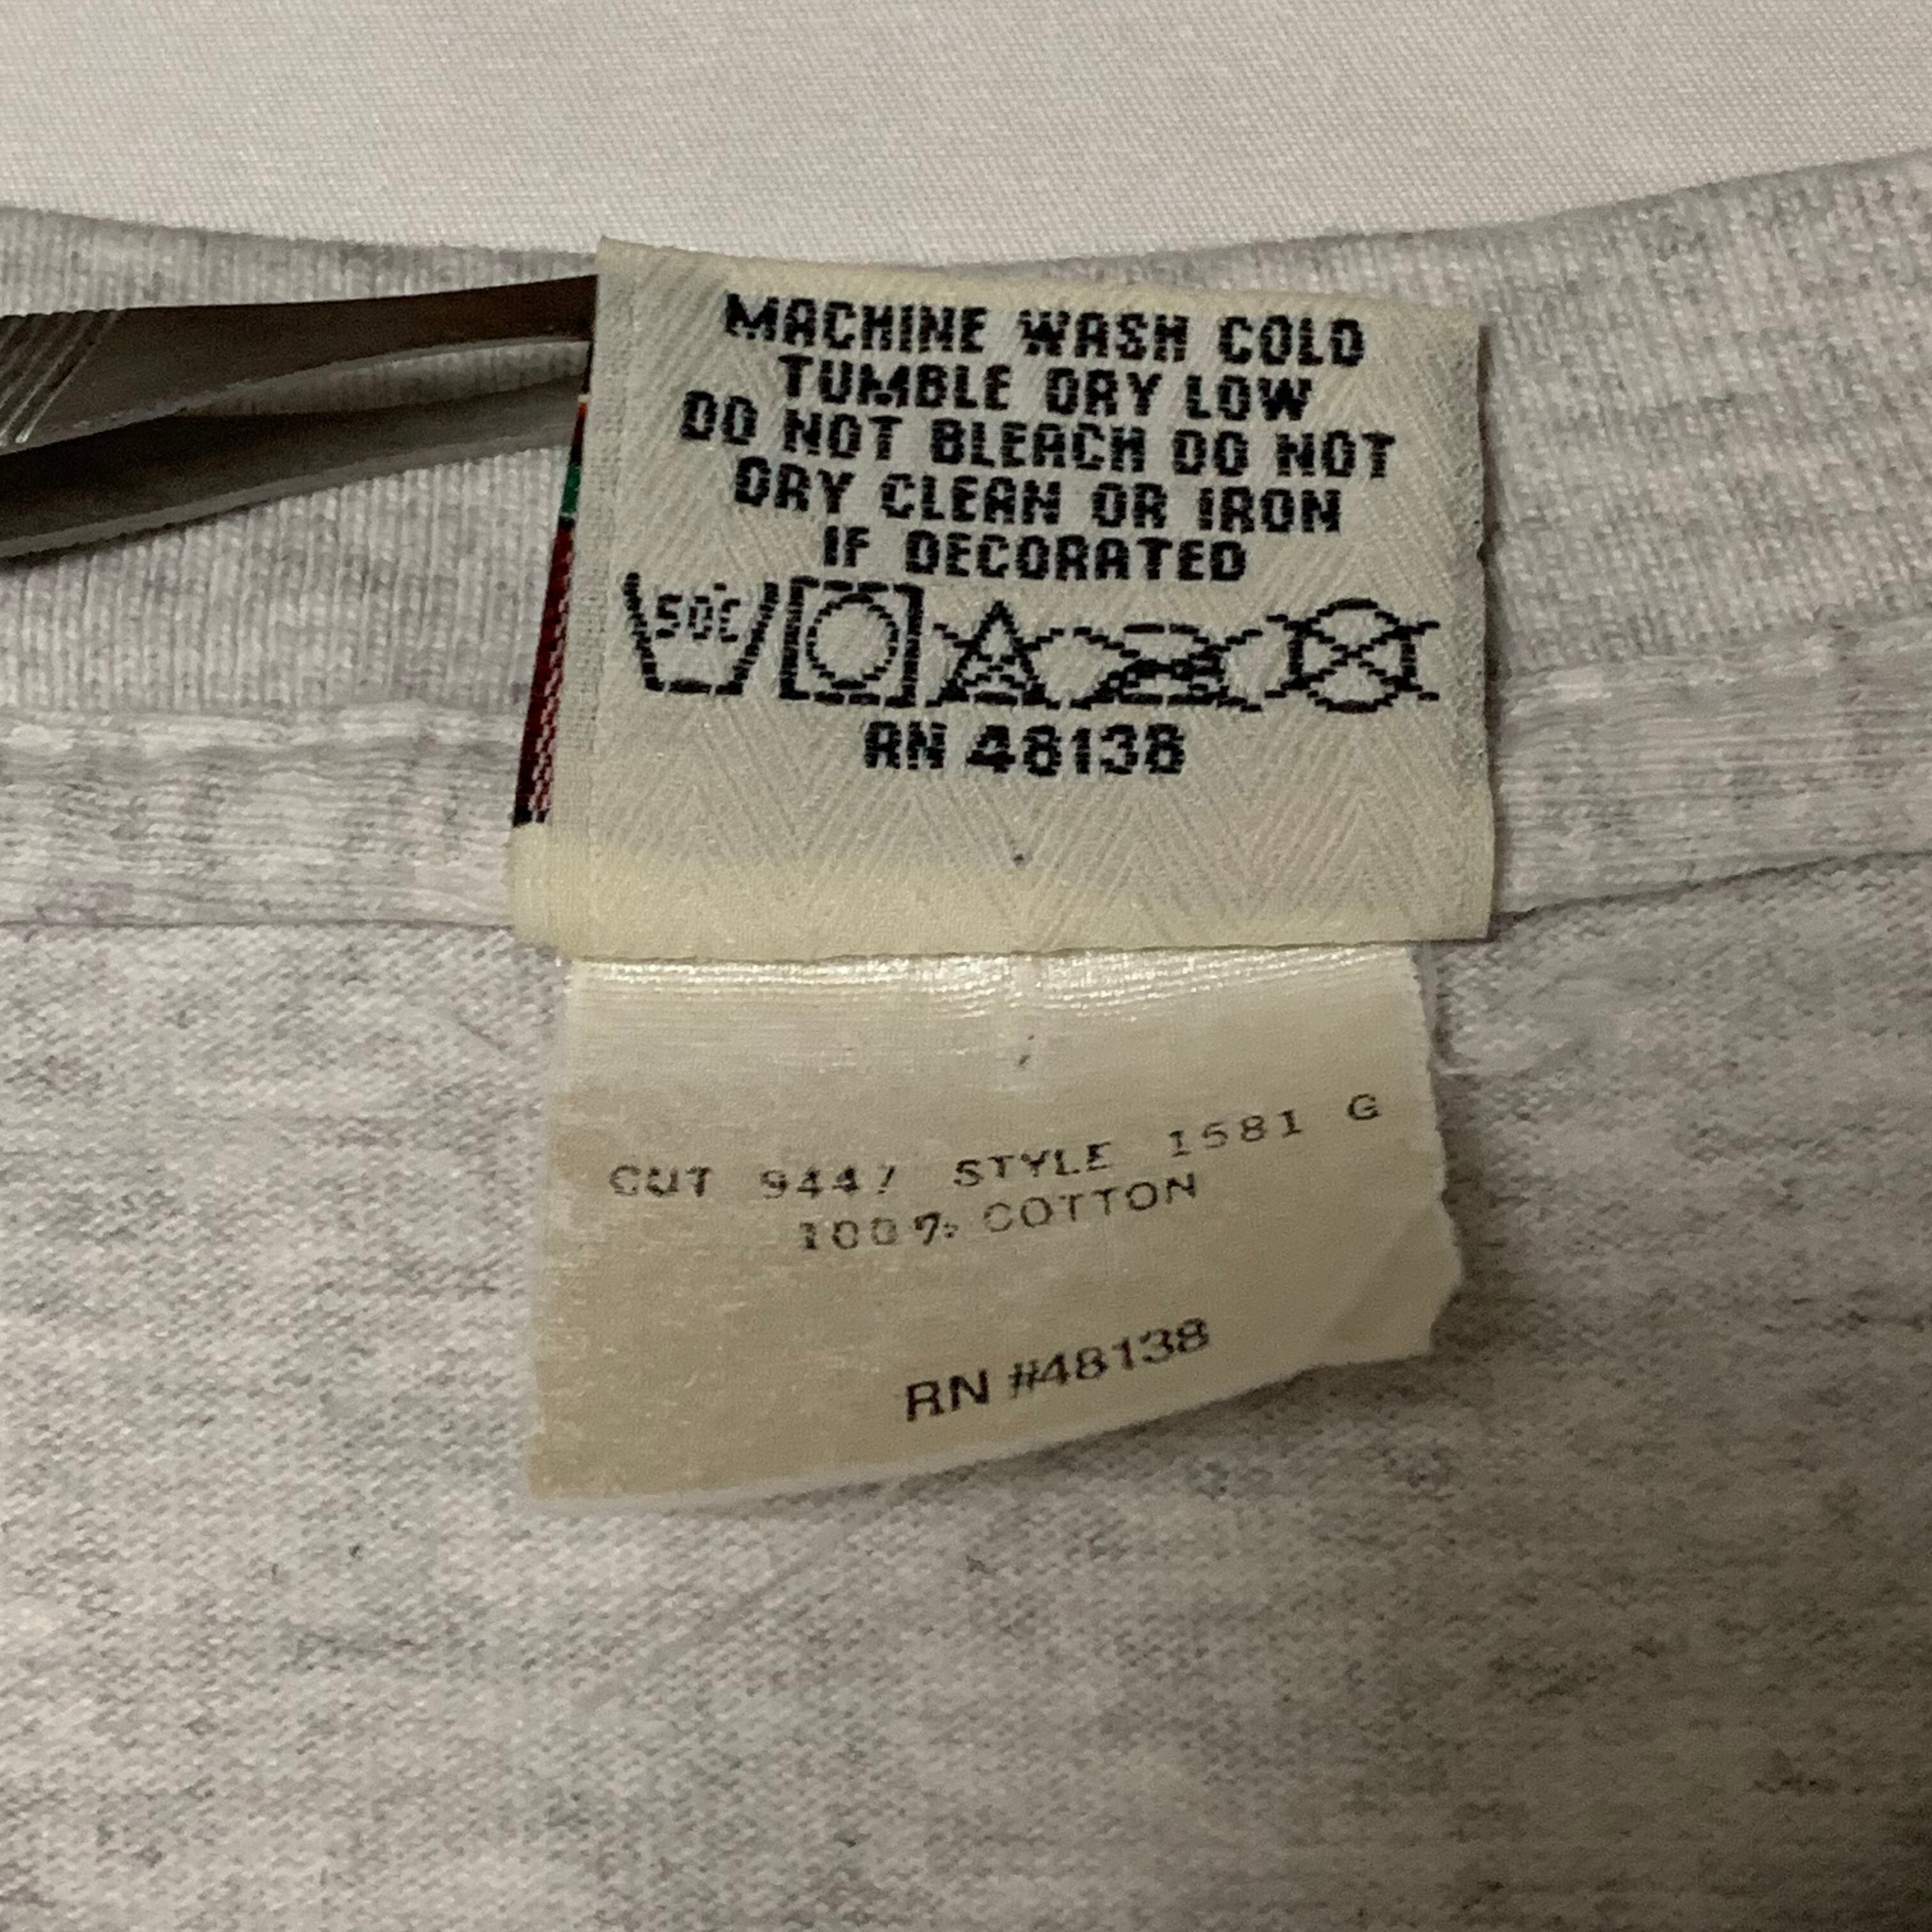 MACHINE WASH COLD
TUMBLE DRY LOW
DO NOT BLEACH DO NOT
DRY CLEAN OR IRON
IF DECORATED
50C
RN 48138
CUT 9447 STYLE 1581 G
100% COTTON
RN #48138